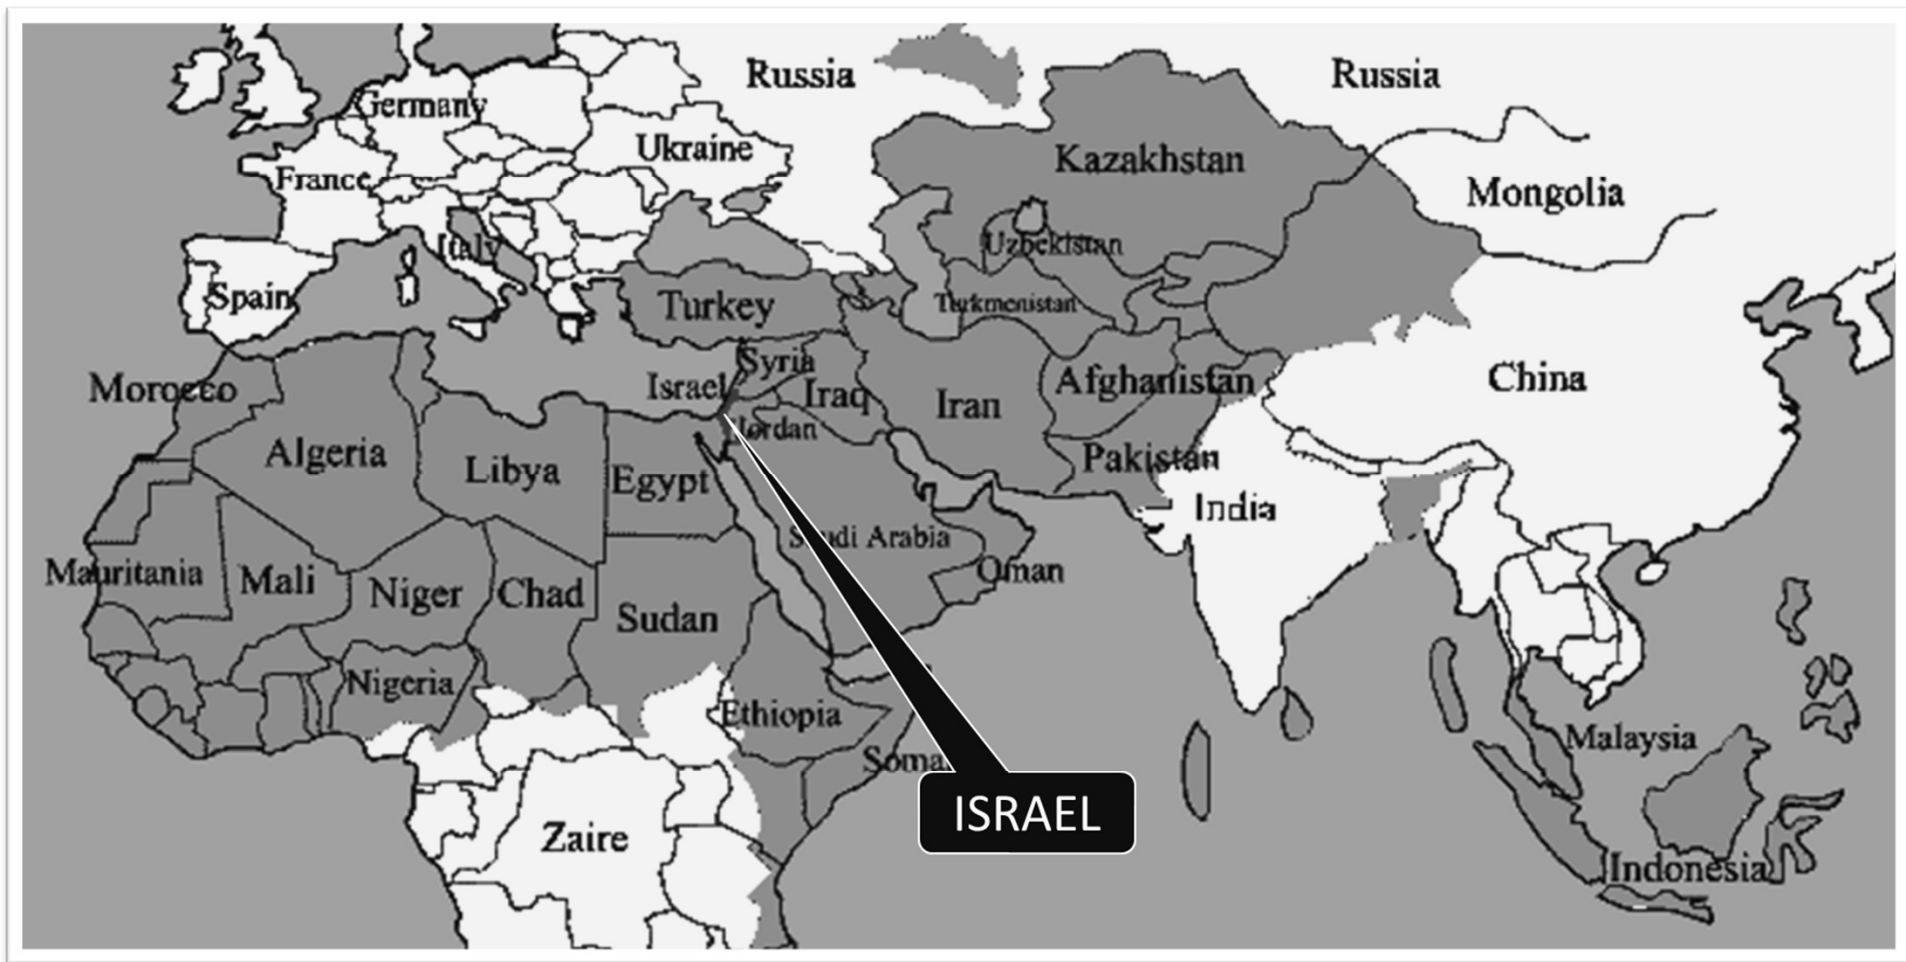 Russia
Russia
Germany
Ukraine
France
Kazakhstan
Mongolia
Italy
Uzbekistan
Spain
Turkey
Turkmenistan
Syria
China
Morocco
Israel
Iraq
Afghanistan
Iran
Jordan
Algeria
Libya
Egypt
Pakistan
India
Saudi Arabia
Mauritania
Mali
Niger
Chad
Oman
Sudan
Nigeria
Ethiopia
Malaysia
Soma
ISRAEL
Zaire
Indonesia